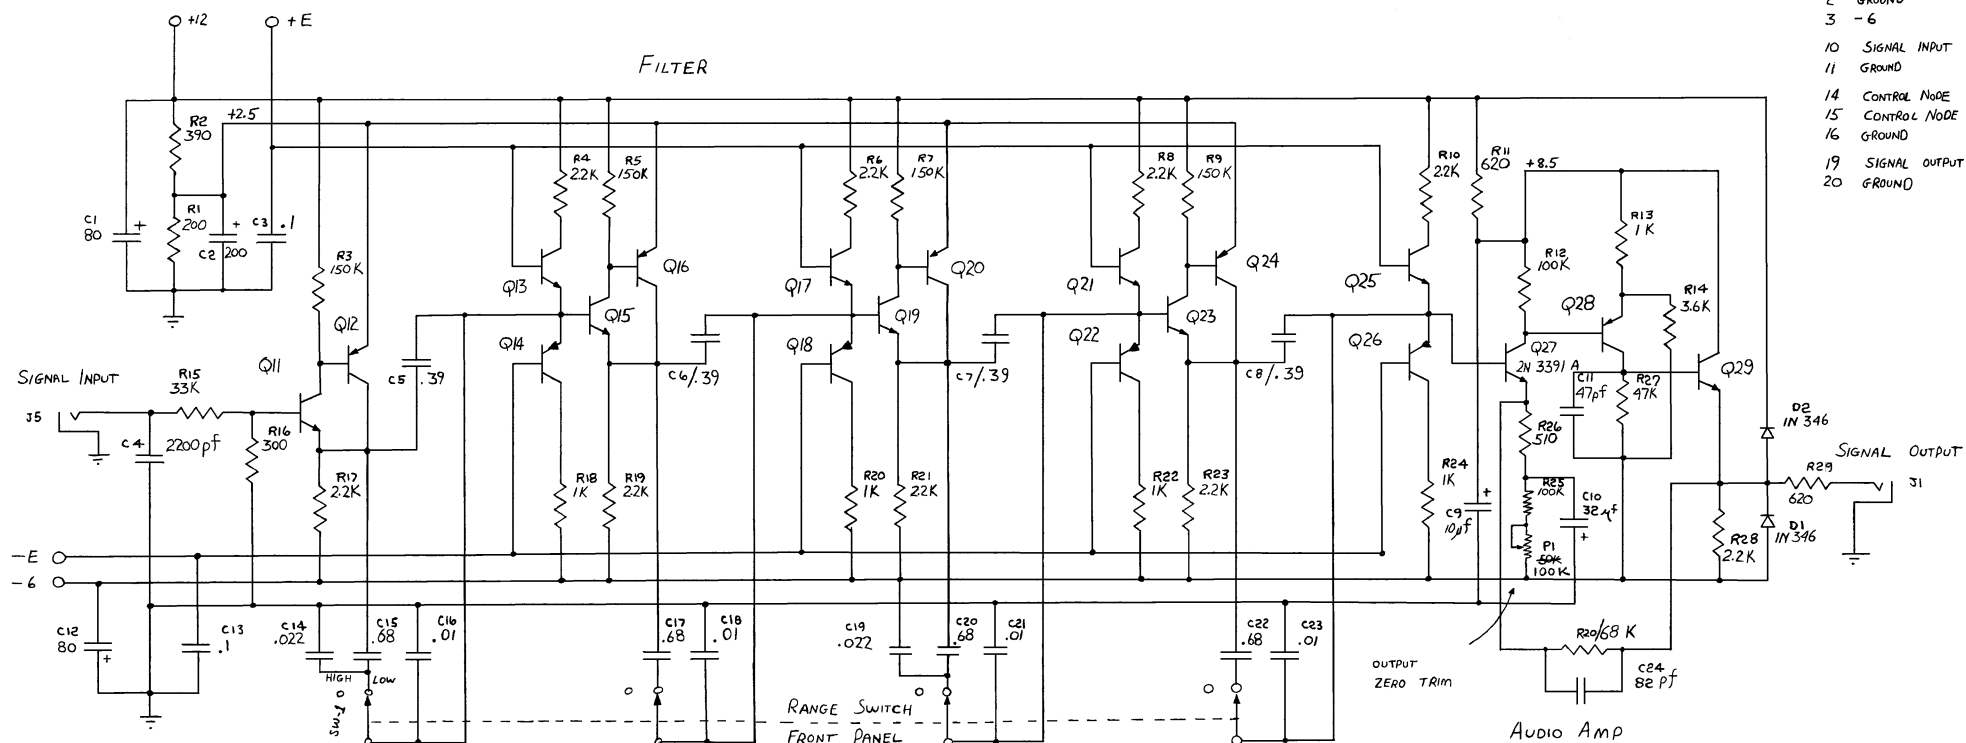 +12
+E
2 GROUND
3 -6
10 SIGNAL INPUT
11 GROUND
14 CONTROL NODE
15 CONTROL NODE
16 GROUND
19 SIGNAL OUTPUT
20 GROUND
FILTER
R2
390
+2.5
C1
80
+
R1
200
+
C2
200
C3
.1
R3
150K
R4
2.2K
R5
150K
R6
2.2K
R7
150K
R8
2.2K
R9
150K
R10
2.2K
R11
620
+8.5
R12
100K
R13
1K
R14
3.6K
Q11
Q12
Q13
Q14
Q15
Q16
Q17
Q18
Q19
Q20
Q21
Q22
Q23
Q24
Q25
Q26
Q27
2N 3391 A
Q28
Q29
SIGNAL INPUT
J5
R15
33K
C4
2200pf
R16
300
R17
2.2K
C5
.39
C6/.39
C7/.39
C8/.39
R18
1K
R19
2.2K
R20
1K
R21
2.2K
R22
1K
R23
2.2K
R24
1K
+
C9
10µf
C11
47pf
R27
47K
R26
510
R25
100K
C10
32µf
+
P1
50K
100K
R28
2.2K
D2
IN 346
D1
IN 346
SIGNAL OUTPUT
R29
620
J1
-E
-6
C12
80
+
C13
.1
C14
.022
C15
.68
C16
.01
C17
.68
C18
.01
C19
.022
C20
.68
C21
.01
C22
.68
C23
.01
HIGH
LOW
SW-1
RANGE SWITCH
FRONT PANEL
OUTPUT
ZERO TRIM
R20/68 K
C24
82 pf
AUDIO AMP